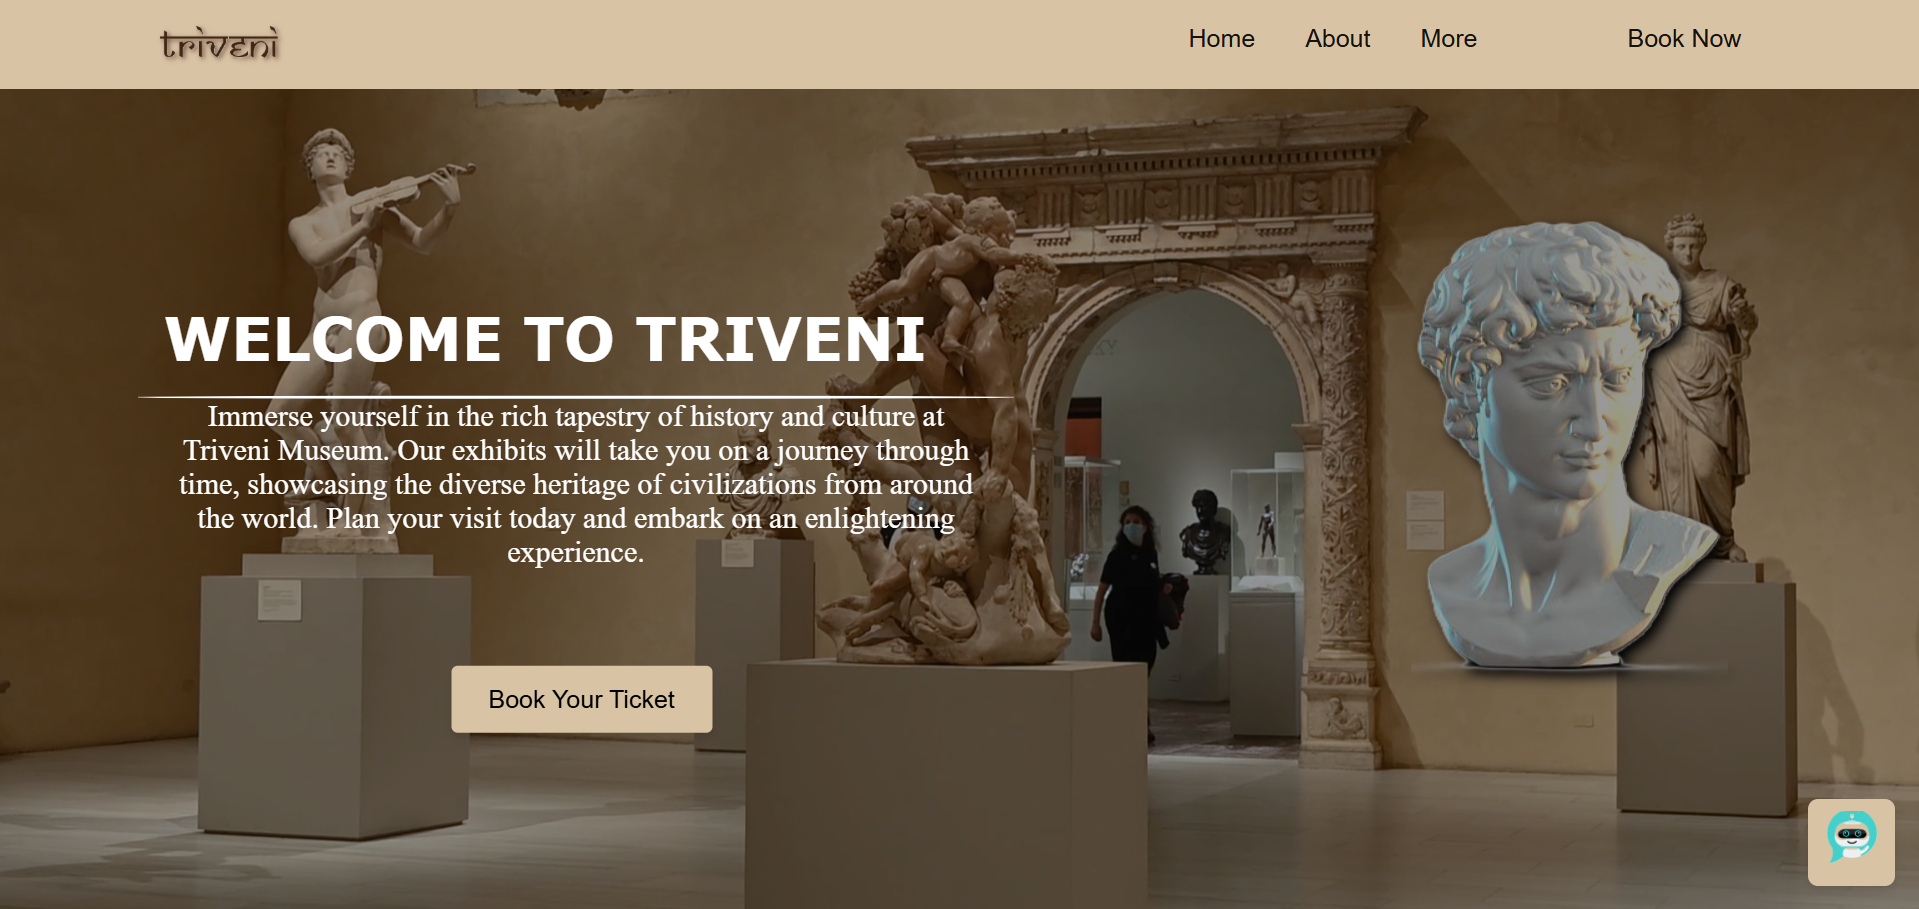 triveni
Home About More Book Now
WELCOME TO TRIVENI
Immerse yourself in the rich tapestry of history and culture at
Triveni Museum. Our exhibits will take you on a journey through
time, showcasing the diverse heritage of civilizations from around
the world. Plan your visit today and embark on an enlightening
experience.
Book Your Ticket